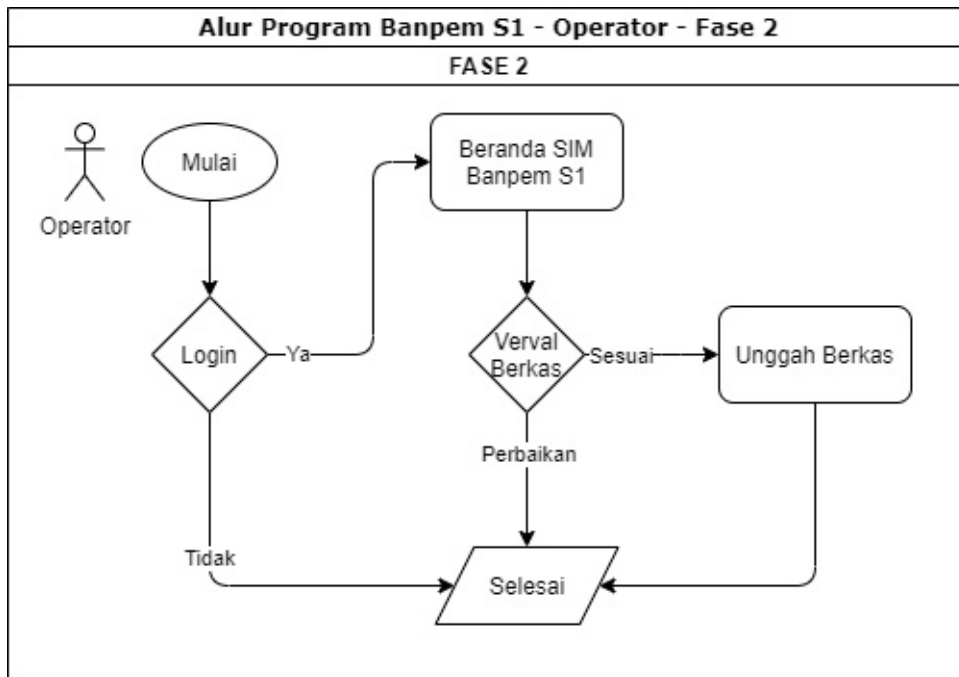 Alur Program Banpem S1 - Operator - Fase 2
FASE 2
Operator
Mulai
Login
Ya
Tidak
Beranda SIM
Banpem S1
Verval
Berkas
Sesuai
Unggah Berkas
Perbaikan
Selesai